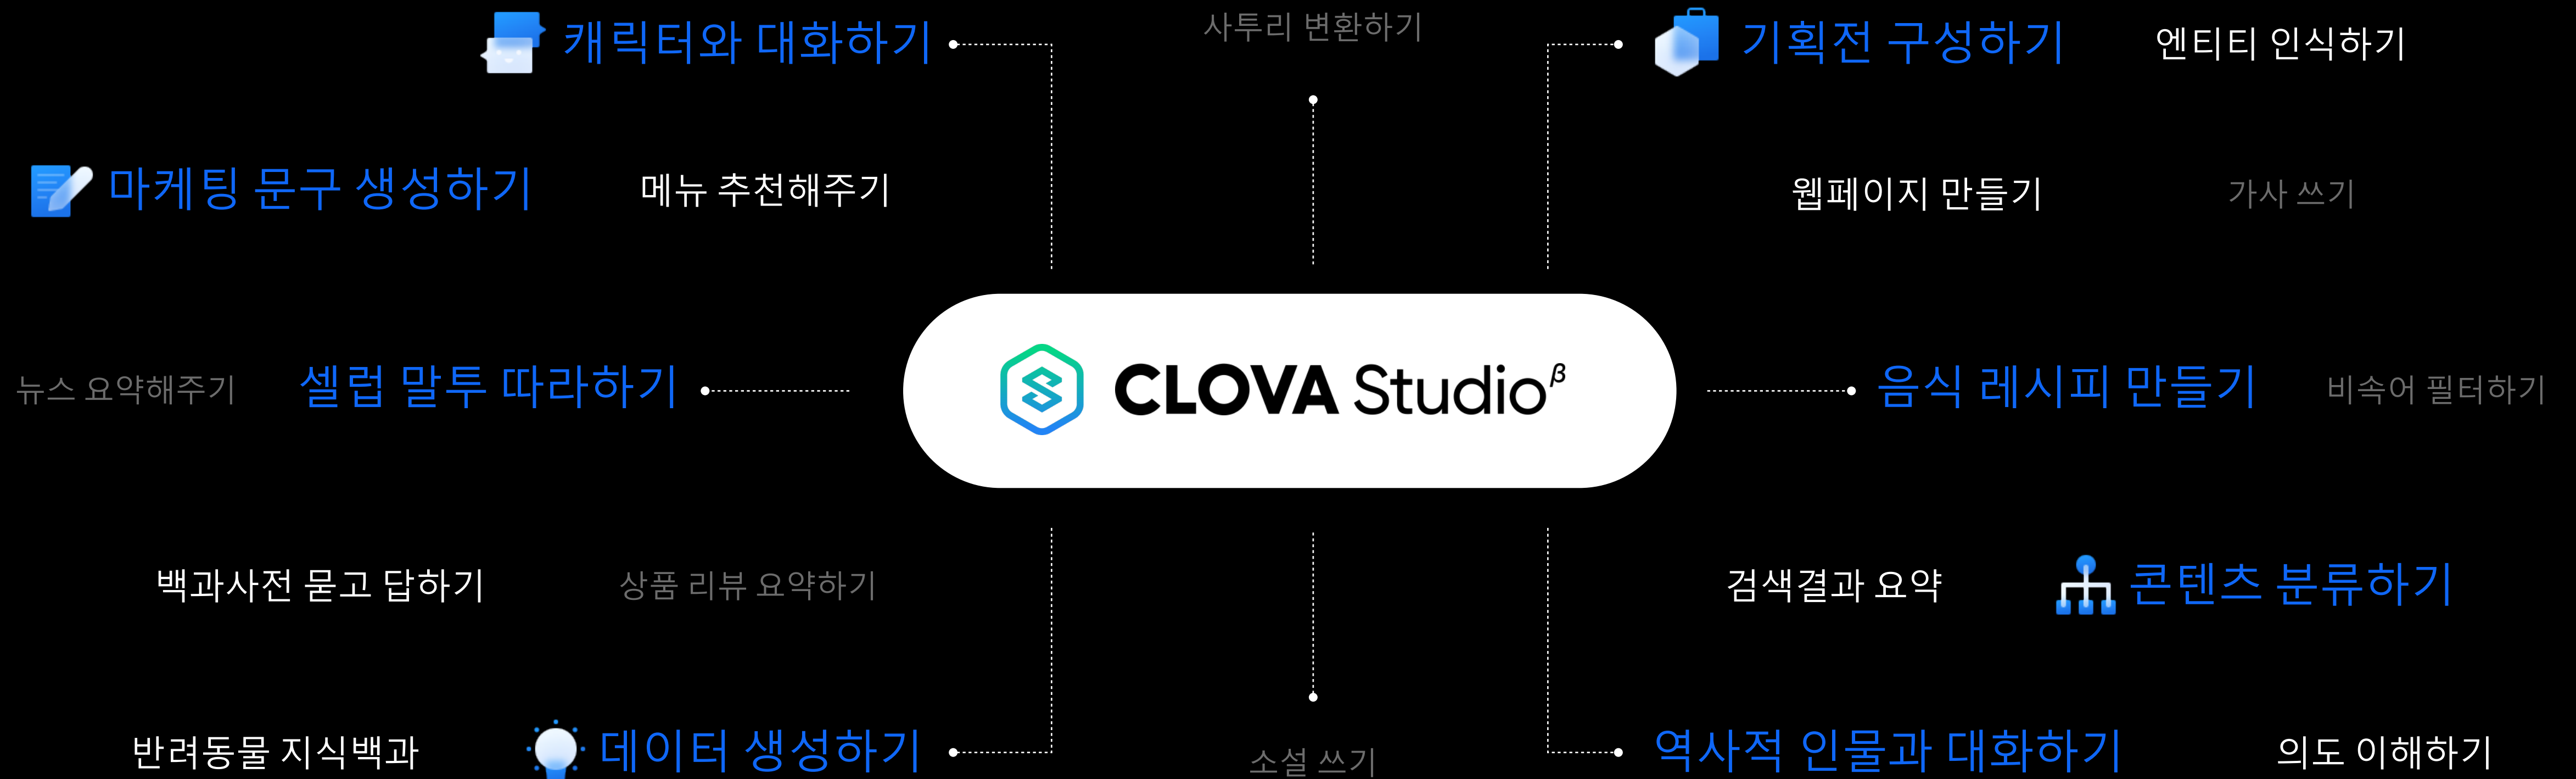 캐릭터와 대화하기
사투리 변환하기
기획전 구성하기
엔티티 인식하기
마케팅 문구 생성하기
메뉴 추천해주기
웹페이지 만들기
가사 쓰기
뉴스 요약해주기
셀럽 말투 따라하기
CLOVA Studio β
음식 레시피 만들기
비속어 필터하기
백과사전 묻고 답하기
상품 리뷰 요약하기
검색결과 요약
콘텐츠 분류하기
반려동물 지식백과
데이터 생성하기
소설 쓰기
역사적 인물과 대화하기
의도 이해하기